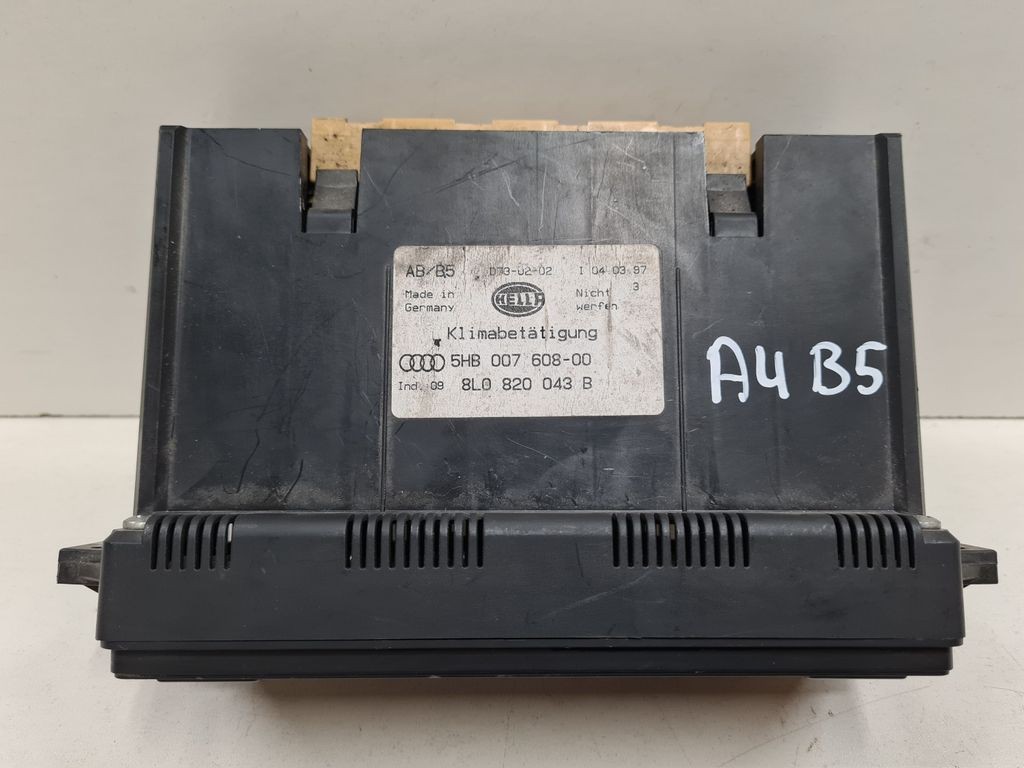 AB/B5 D73-02-02 I 04 03 97
Made in Germany
HELLA
Nicht 3
werfen
Klimabetätigung
5HB 007 608-00
Ind. 09 8L0 820 043 B
A4 B5